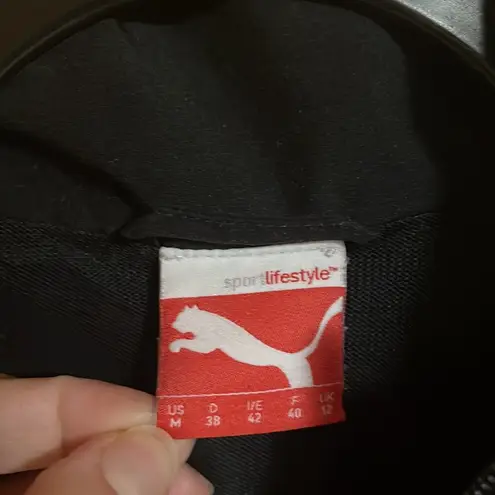 sportlifestyle™
US D I/E F UK
M 38 42 40 12